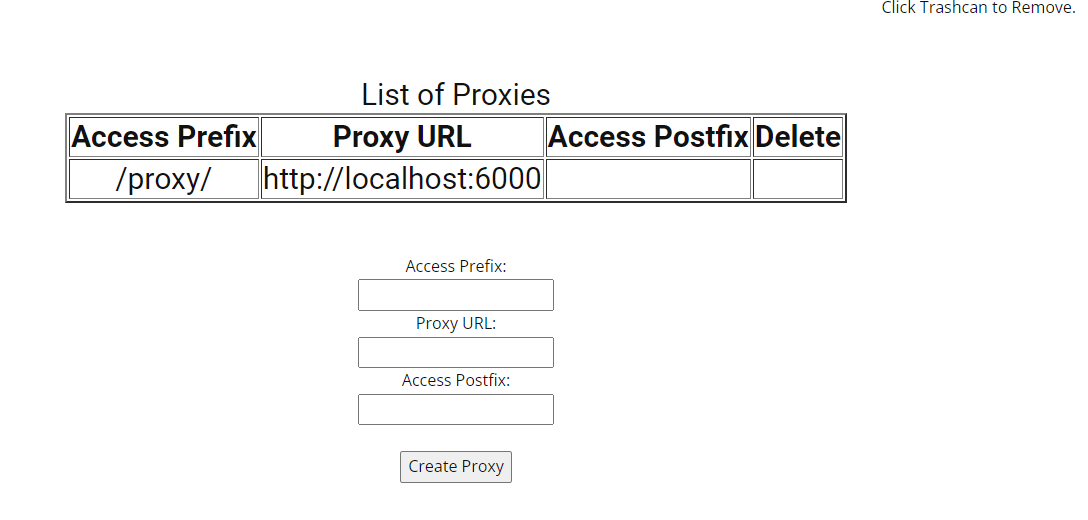 Click Trashcan to Remove.
List of Proxies
Access Prefix Proxy URL Access Postfix Delete
/proxy/ http://localhost:6000
Access Prefix:
Proxy URL:
Access Postfix:
Create Proxy